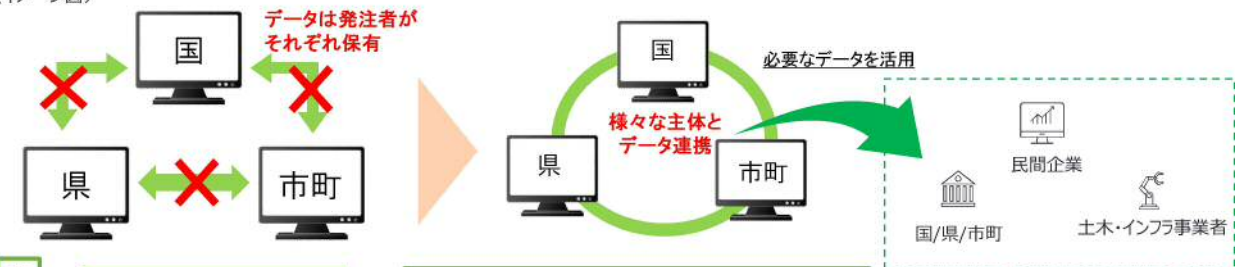 データは発注者が
それぞれ保有
国
県
市町
国
県
市町
様々な主体と
データ連携
必要なデータを活用
民間企業
国/県/市町
土木・インフラ事業者